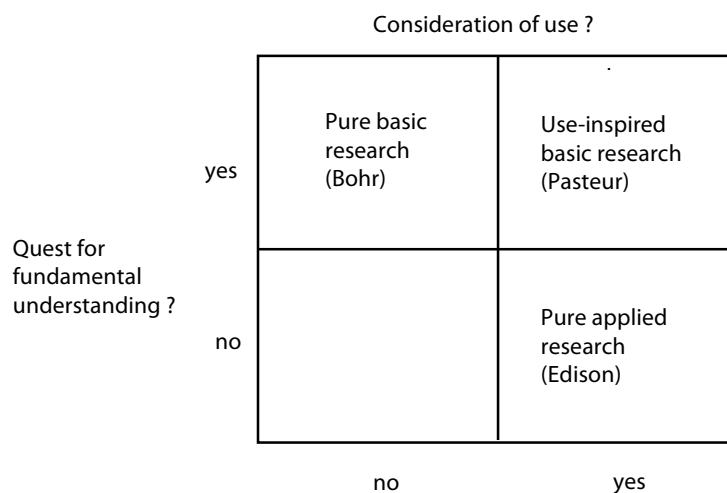 Consideration of use ?
Pure basic
research
(Bohr)
Use-inspired
basic research
(Pasteur)
yes
Quest for
fundamental
understanding ?
no
Pure applied
research
(Edison)
no
yes